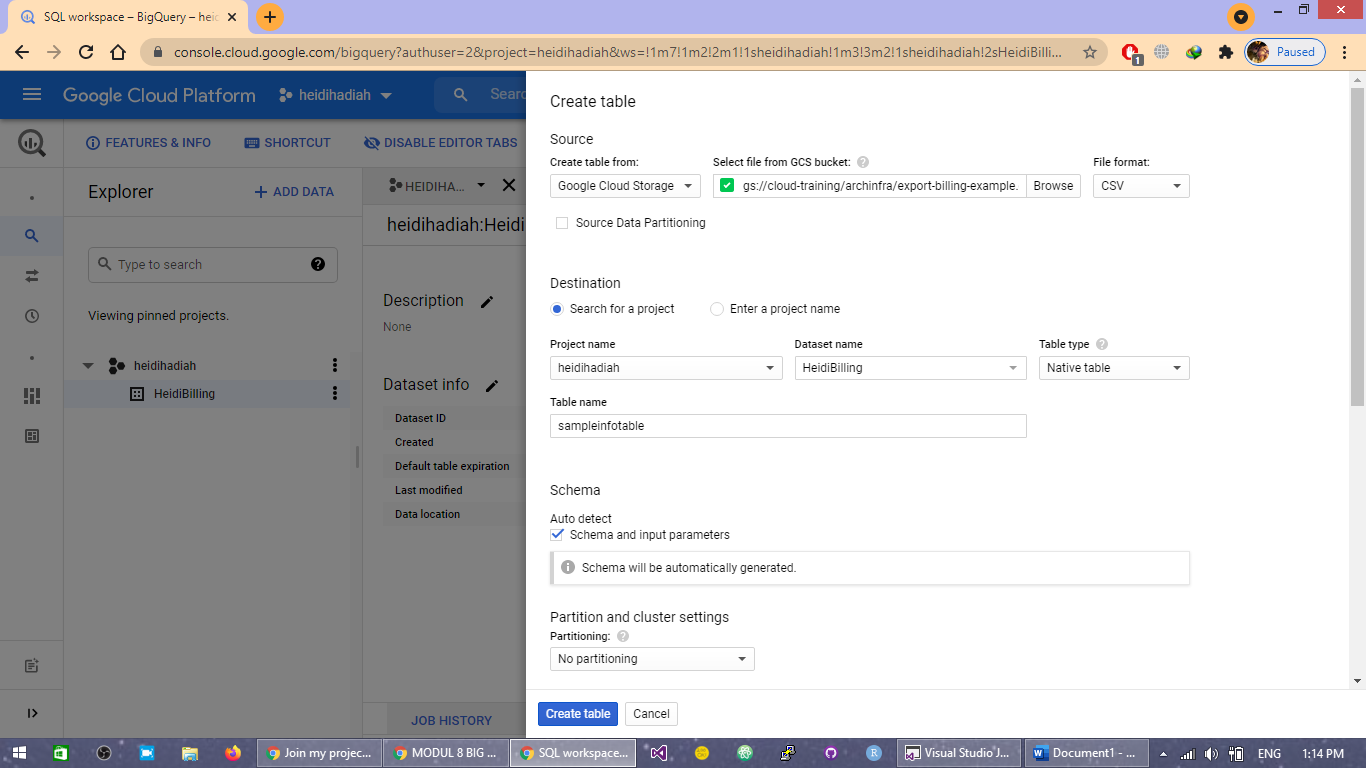 SQL workspace – BigQuery – heid
console.cloud.google.com/bigquery?authuser=2&project=heidihadiah&ws=!1m7!1m2!2m1!1sheidihadiah!1m3!3m2!1sheidihadiah!2sHeidiBilli...
1
Paused
Google Cloud Platform
heidihadiah
Searc
FEATURES & INFO
SHORTCUT
DISABLE EDITOR TABS
Explorer
+ ADD DATA
Type to search
Viewing pinned projects.
heidihadiah
HeidiBilling
HEIDIHA...
heidihadiah:Heidi
Description
None
Dataset info
Dataset ID
Created
Default table expiration
Last modified
Data location
JOB HISTORY
Create table
Source
Create table from:
Select file from GCS bucket:
File format:
Google Cloud Storage
gs://cloud-training/archinfra/export-billing-example.
Browse
CSV
Source Data Partitioning
Destination
Search for a project
Enter a project name
Project name
Dataset name
Table type
heidihadiah
HeidiBilling
Native table
Table name
sampleinfotable
Schema
Auto detect
Schema and input parameters
Schema will be automatically generated.
Partition and cluster settings
Partitioning:
No partitioning
Create table
Cancel
Join my projec...
MODUL 8 BIG ...
SQL workspace...
R
Visual Studio J...
Document1 - ...
ENG
1:14 PM